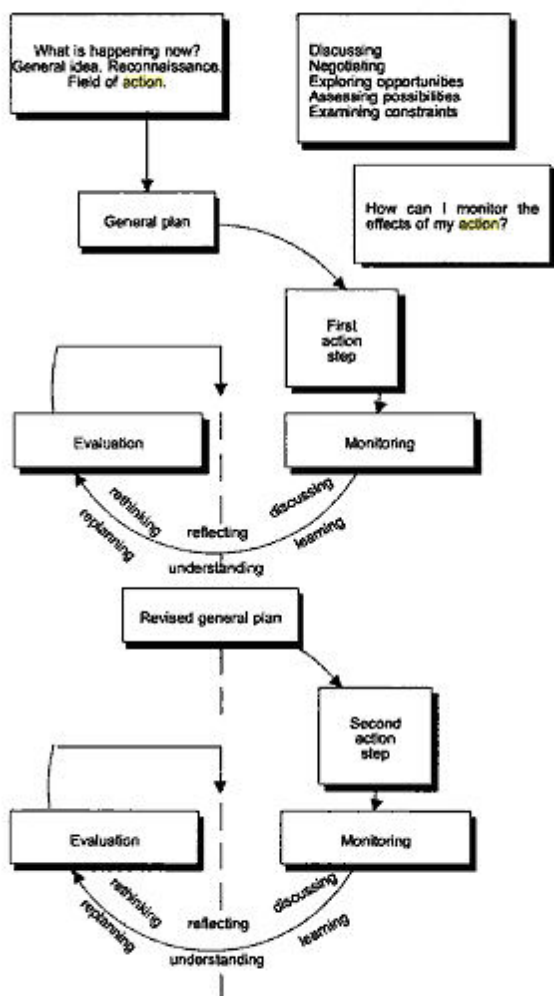 What is happening now?
General idea. Reconnaissance.
Field of action.
Discussing
Negotiating
Exploring opportunities
Assessing possibilities
Examining constraints
How can I monitor the
effects of my action?
General plan
First
action
step
Evaluation
Monitoring
rethinking
reflecting
discussing
replanning
understanding
learning
Revised general plan
Second
action
step
Evaluation
Monitoring
rethinking
reflecting
discussing
replanning
understanding
learning